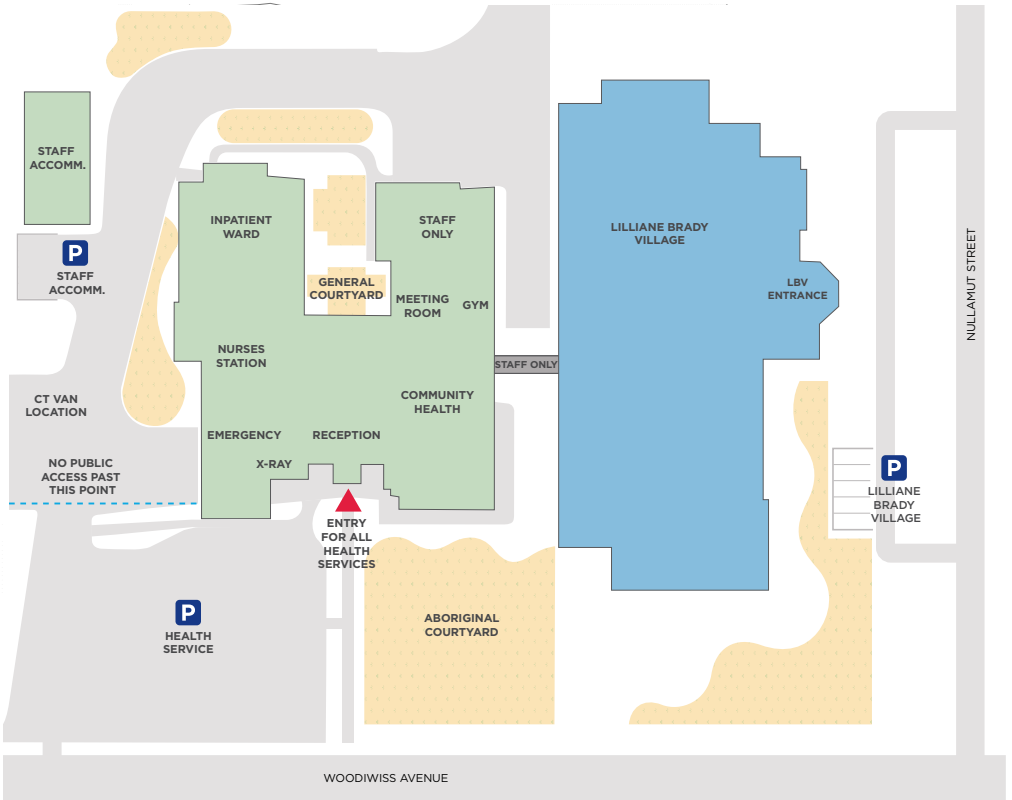 STAFF
ACCOMM.
P
STAFF
ACCOMM.
INPATIENT
WARD
STAFF
ONLY
GENERAL
COURTYARD
MEETING
ROOM
GYM
LILLIANE BRADY
VILLAGE
LBV
ENTRANCE
NULLAMUT STREET
NURSES
STATION
STAFF ONLY
CT VAN
LOCATION
COMMUNITY
HEALTH
EMERGENCY
RECEPTION
X-RAY
NO PUBLIC
ACCESS PAST
THIS POINT
P
LILLIANE
BRADY
VILLAGE
ENTRY
FOR ALL
HEALTH
SERVICES
P
HEALTH
SERVICE
ABORIGINAL
COURTYARD
WOODIWISS AVENUE